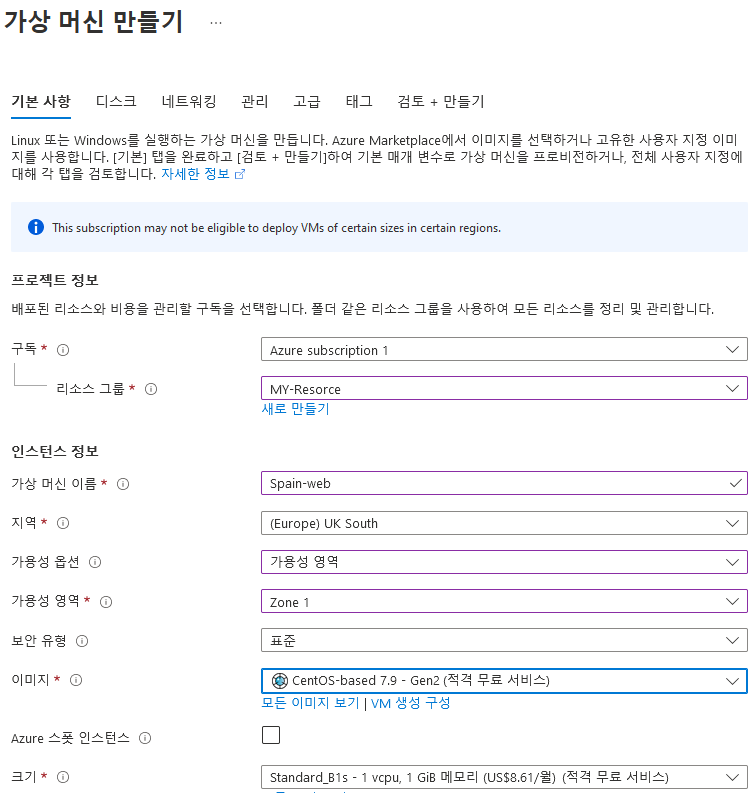 가상 머신 만들기 ...
기본 사항 디스크 네트워킹 관리 고급 태그 검토 + 만들기
Linux 또는 Windows를 실행하는 가상 머신을 만듭니다. Azure Marketplace에서 이미지를 선택하거나 고유한 사용자 지정 이미
지를 사용합니다. [기본] 탭을 완료하고 [검토 + 만들기]하여 기본 매개 변수로 가상 머신을 프로비전하거나, 전체 사용자 지정에
대해 각 탭을 검토합니다. 자세한 정보
This subscription may not be eligible to deploy VMs of certain sizes in certain regions.
프로젝트 정보
배포된 리소스와 비용을 관리할 구독을 선택합니다. 폴더 같은 리소스 그룹을 사용하여 모든 리소스를 정리 및 관리합니다.
구독 * Azure subscription 1
리소스 그룹 * MY-Resorce
새로 만들기
인스턴스 정보
가상 머신 이름 * Spain-web
지역 * (Europe) UK South
가용성 옵션 가용성 영역
가용성 영역 * Zone 1
보안 유형 표준
이미지 * CentOS-based 7.9 - Gen2 (적격 무료 서비스)
모든 이미지 보기 | VM 생성 구성
Azure 스폿 인스턴스
크기 * Standard_B1s - 1 vcpu, 1 GiB 메모리 (US$8.61/월) (적격 무료 서비스)